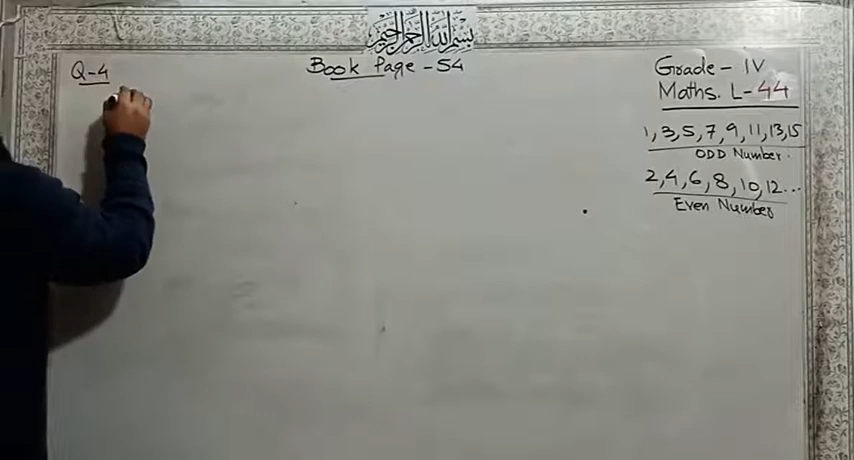 بسم الله الرحمن الرحيم
Q-4
Book Page - 54
Grade - IV
Maths. L-44
1, 3, 5, 7, 9, 11, 13, 15
ODD Number.
2, 4, 6, 8, 10, 12...
Even Number